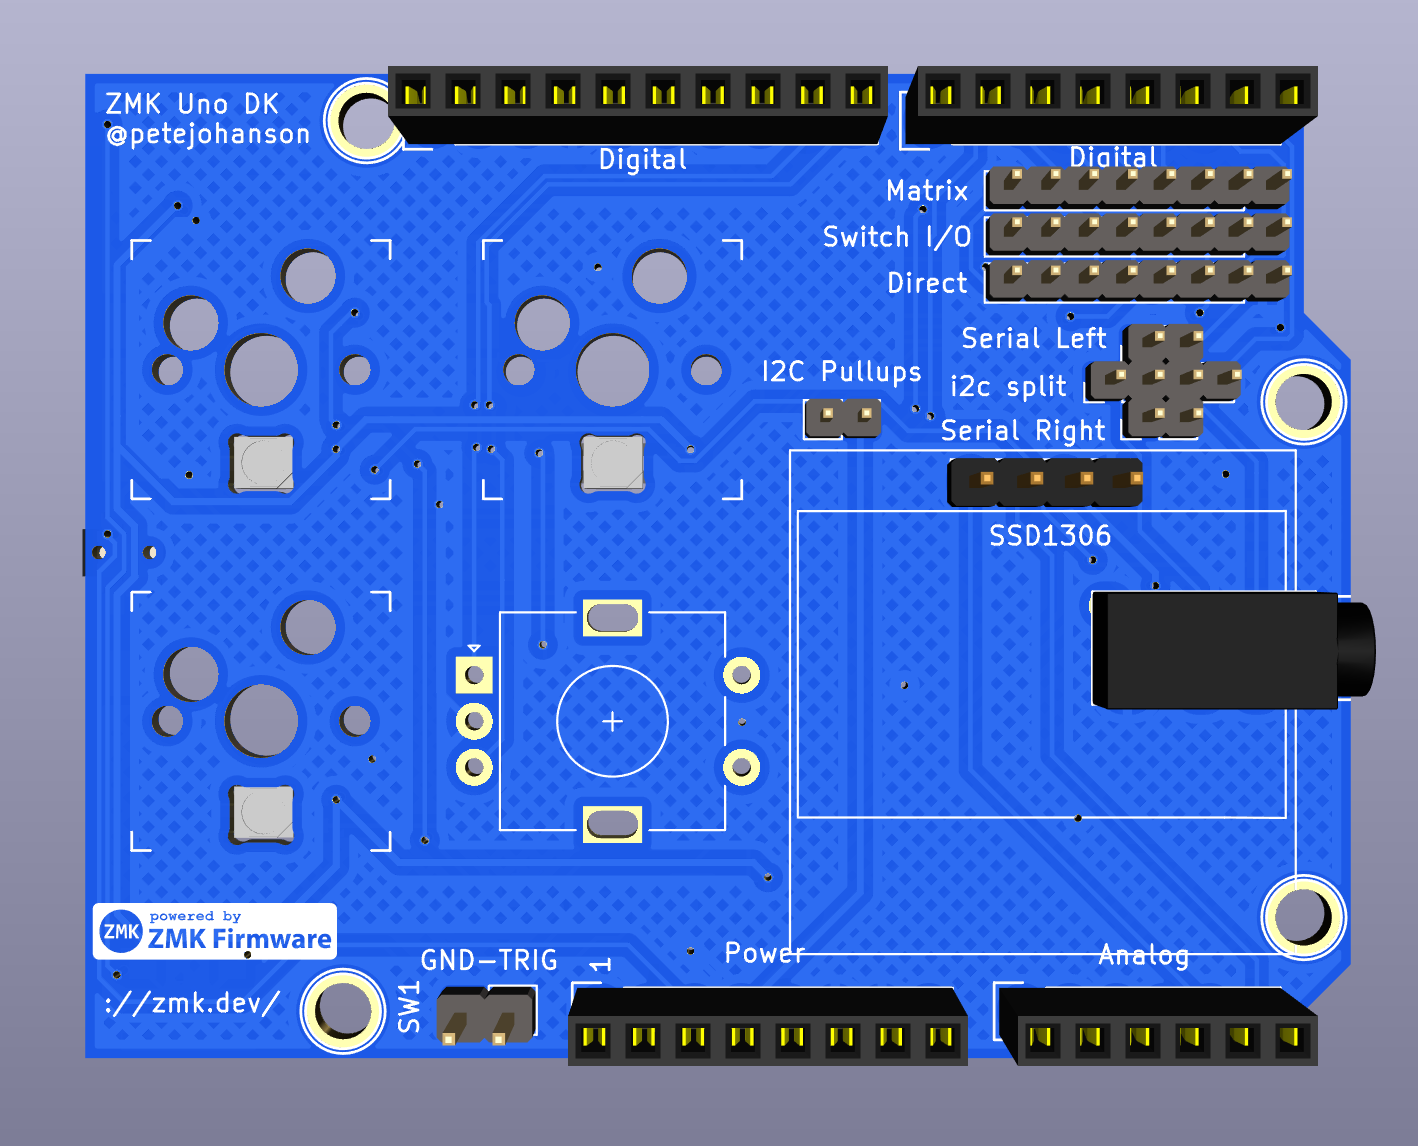 ZMK Uno DK
@petejohanson
Digital
Digital
Matrix
Switch I/O
Direct
Serial Left
I2C Pullups
i2c split
Serial Right
SSD1306
ZMK
powered by
ZMK Firmware
://zmk.dev/
SW1
GND-TRIG
1
Power
Analog